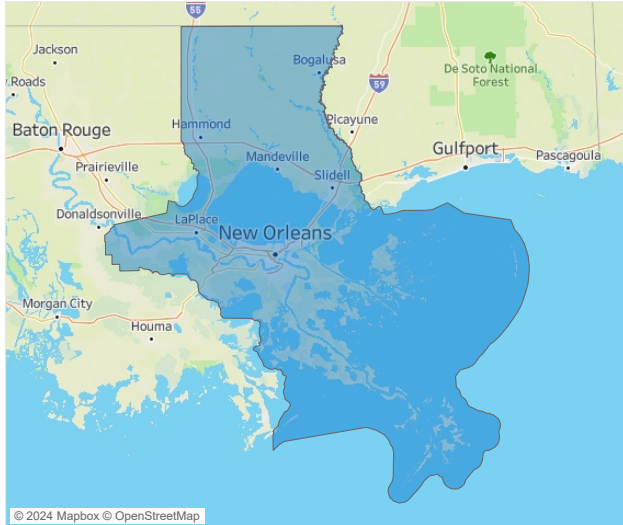 55
Jackson
Bogalusa
59
De Soto National
Forest
Roads
Hammond
Picayune
Baton Rouge
Gulfport
Mandeville
Pascagoula
Prairieville
Slidell
Donaldsonville
LaPlace
New Orleans
Morgan City
Houma
© 2024 Mapbox © OpenStreetMap